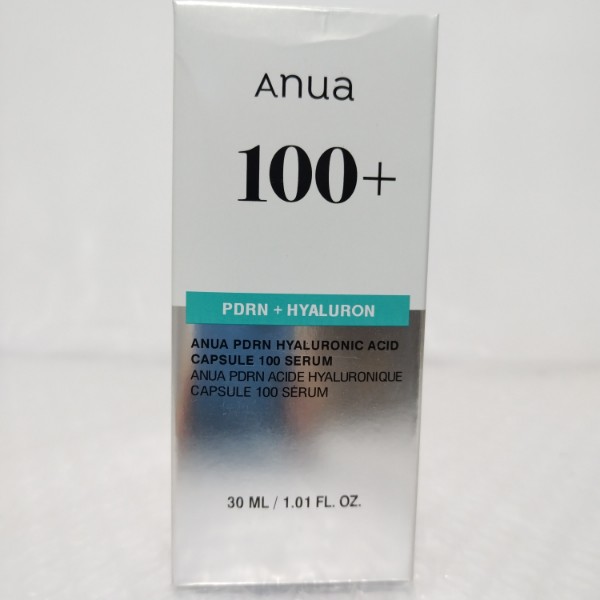 Anua
100+
PDRN + HYALURON
ANUA PDRN HYALURONIC ACID
CAPSULE 100 SERUM
ANUA PDRN ACIDE HYALURONIQUE
CAPSULE 100 SÉRUM
30 ML / 1.01 FL. OZ.